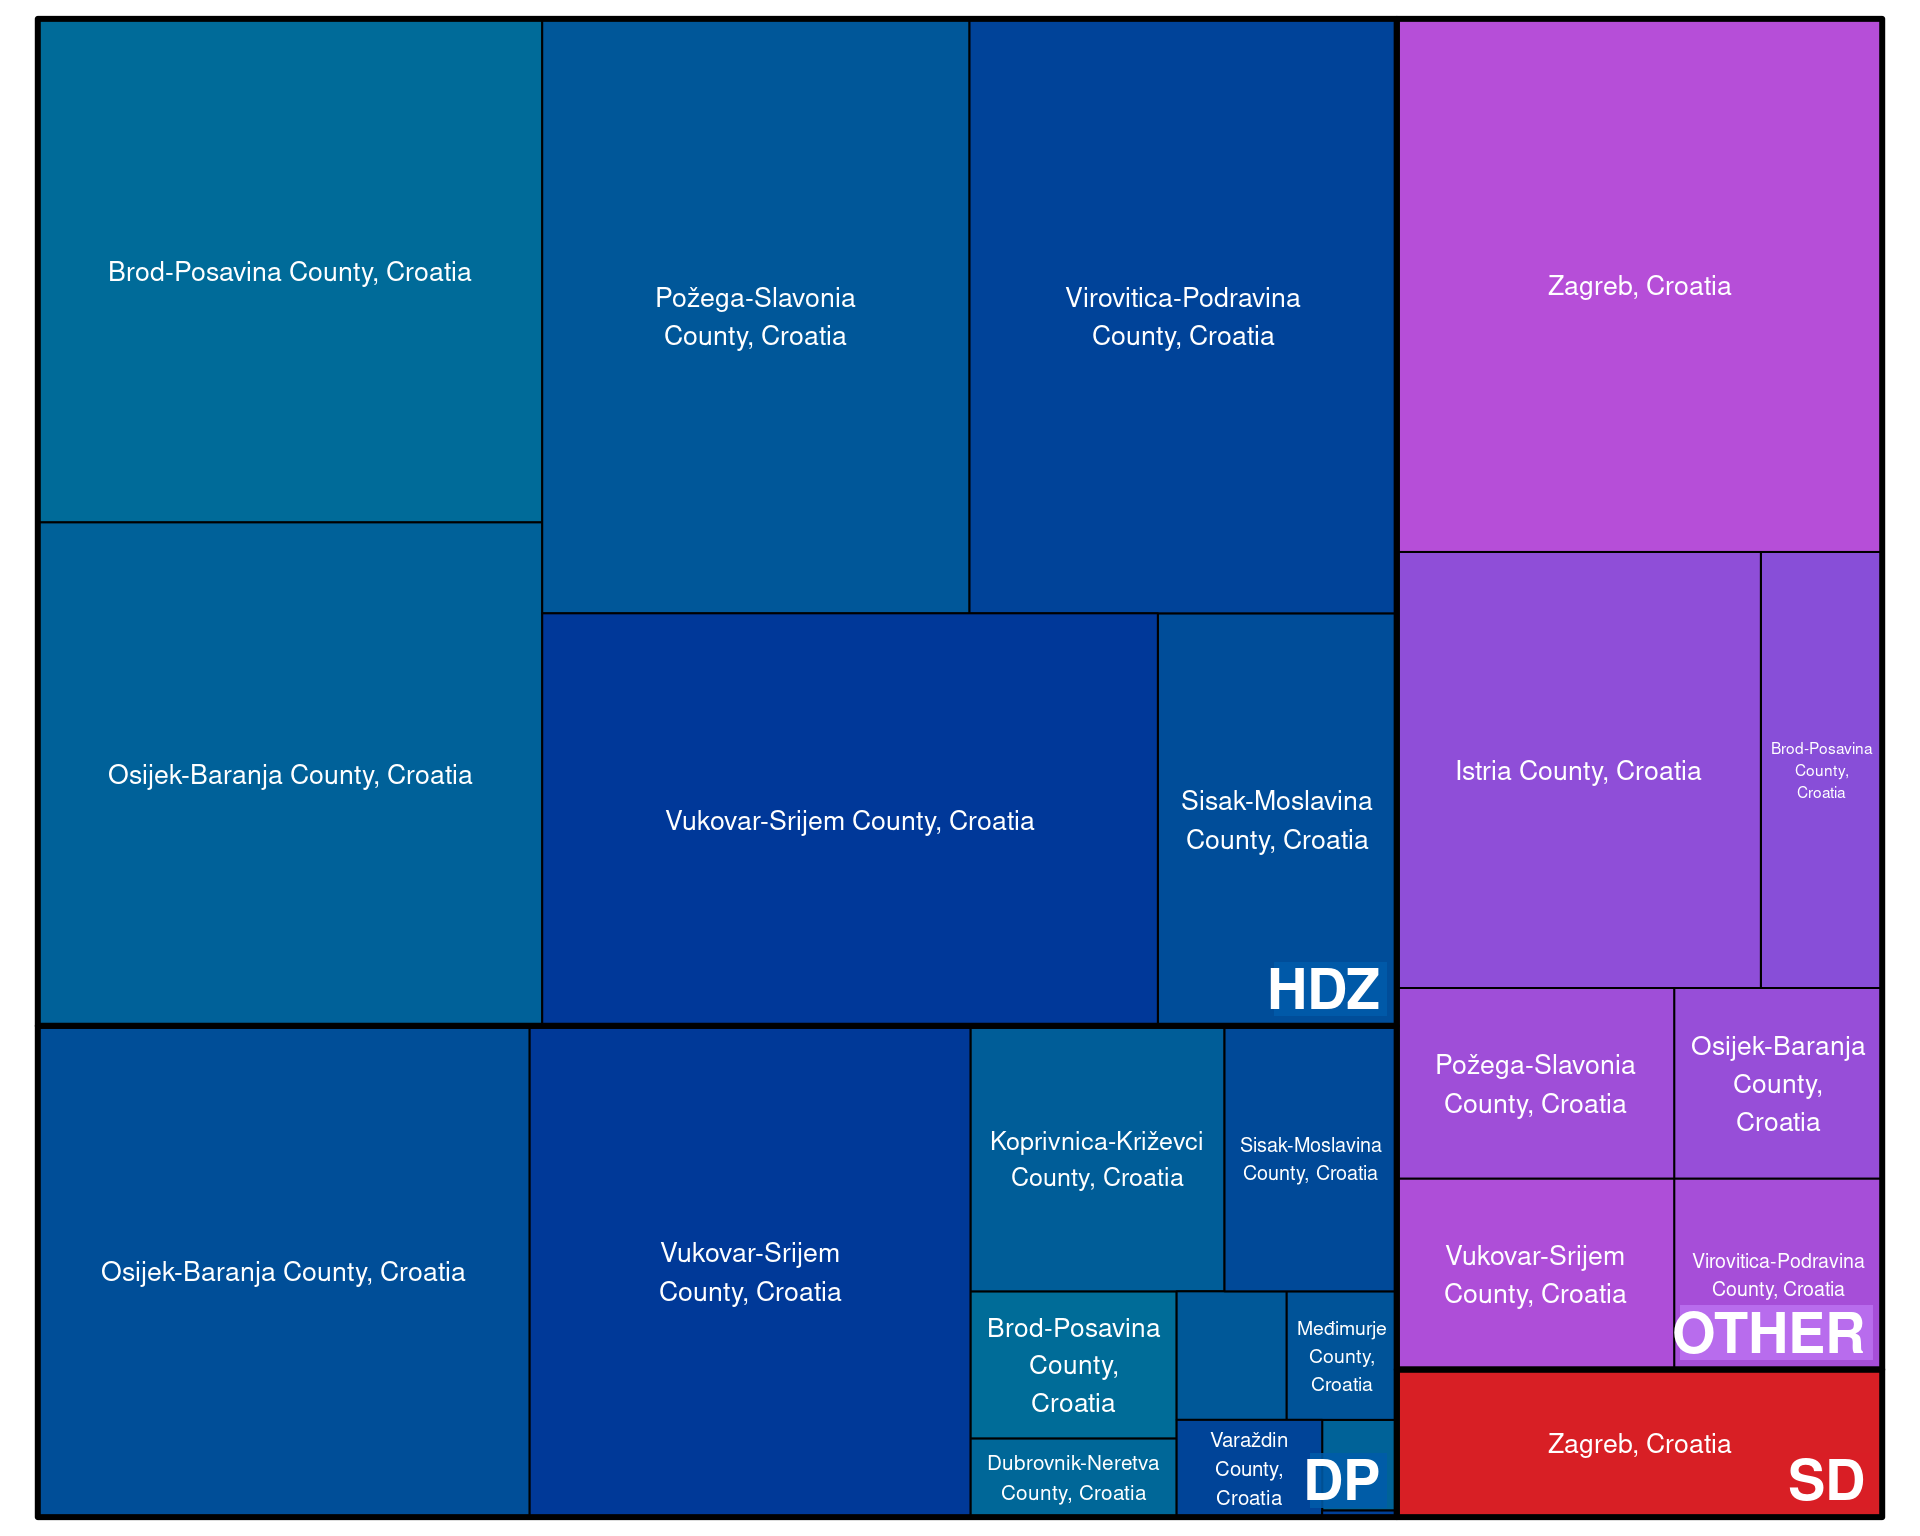 Brod-Posavina County, Croatia
Požega-Slavonia
County, Croatia
Virovitica-Podravina
County, Croatia
Osijek-Baranja County, Croatia
Vukovar-Srijem County, Croatia
Sisak-Moslavina
County, Croatia
HDZ
Zagreb, Croatia
Istria County, Croatia
Brod-Posavina
County,
Croatia
Požega-Slavonia
County, Croatia
Osijek-Baranja
County,
Croatia
Vukovar-Srijem
County, Croatia
Virovitica-Podravina
County, Croatia
OTHER
Osijek-Baranja County, Croatia
Vukovar-Srijem
County, Croatia
Koprivnica-Križevci
County, Croatia
Sisak-Moslavina
County, Croatia
Brod-Posavina
County,
Croatia
Međimurje
County,
Croatia
Dubrovnik-Neretva
County, Croatia
Varaždin
County,
Croatia
DP
Zagreb, Croatia
SD